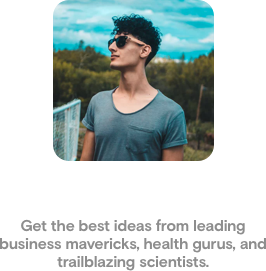 Get the best ideas from leading
business mavericks, health gurus, and
trailblazing scientists.